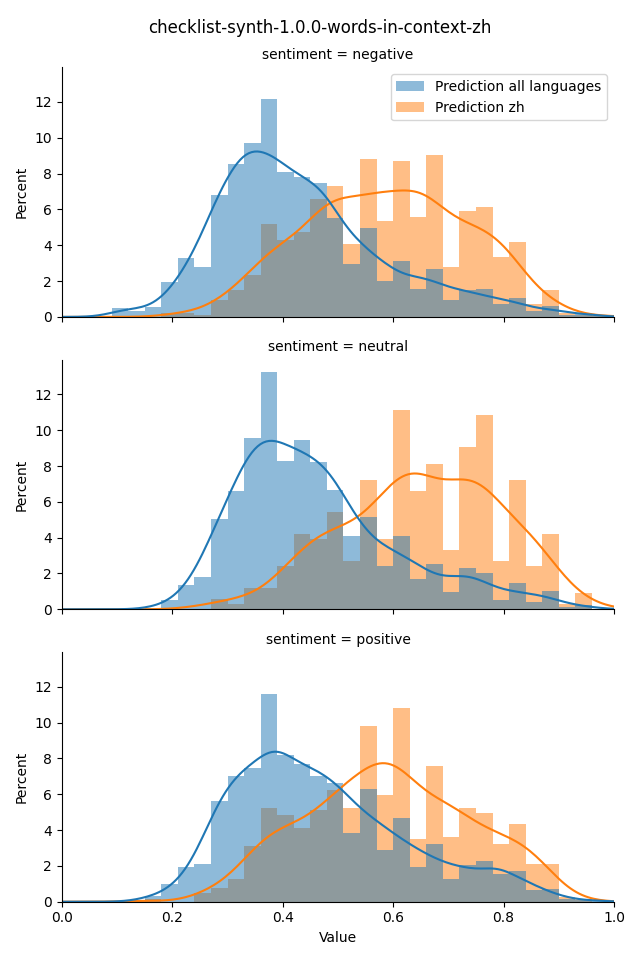 checklist-synth-1.0.0-words-in-context-zh
sentiment = negative
Prediction all languages
Prediction zh
Percent
12
10
8
6
4
2
0
sentiment = neutral
Percent
12
10
8
6
4
2
0
sentiment = positive
Percent
12
10
8
6
4
2
0
0.0 0.2 0.4 0.6 0.8 1.0
Value